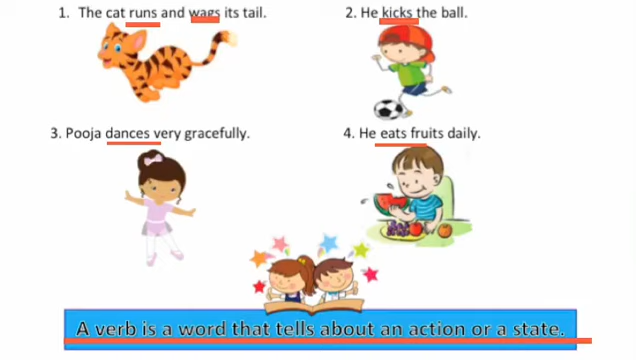 1. The cat runs and wags its tail.
2. He kicks the ball.
3. Pooja dances very gracefully.
4. He eats fruits daily.
A verb is a word that tells about an action or a state.